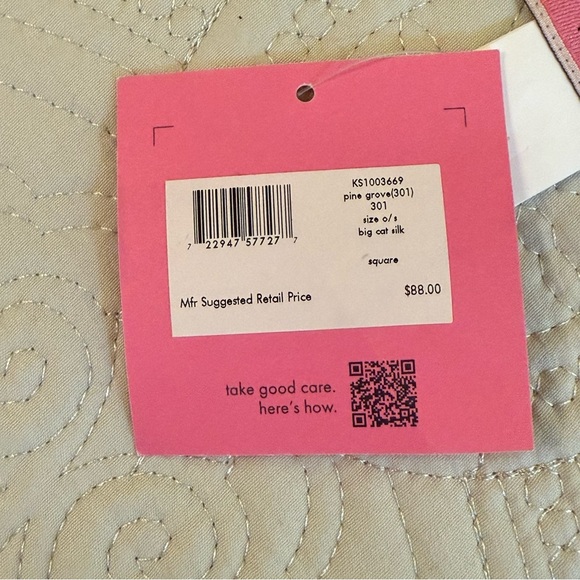 KS1003669
pine grove(301)
301
size o/s
big cat silk
square
7 22947 57727 7
Mfr Suggested Retail Price $88.00
take good care.
here's how.